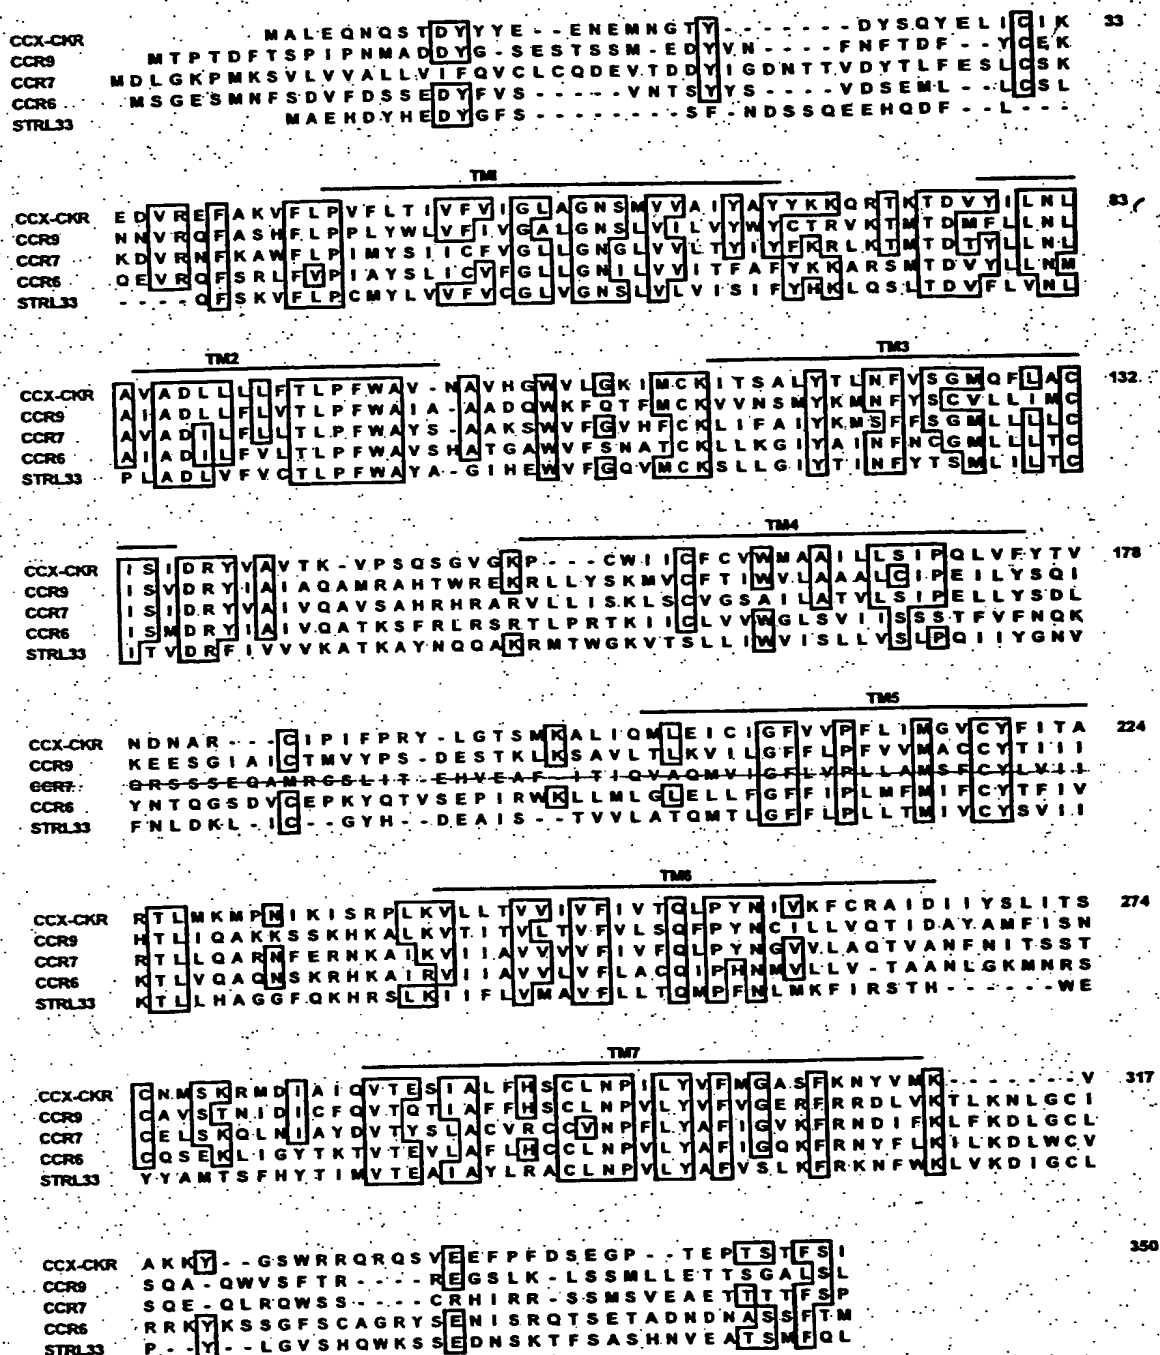 CCX-CKR MALEQNQSTDYYYE--ENEMNGTY-------DYSQYELICIK 33
CCR9 MTPTDFTSPIPNMADDYG-SESTSSM-EDYVN-----FNFTDF--YCEK
CCR7 MDLGKPMKSVLVVALLVIFQVCLCQDEVTDDYIGDNTTVDYTLFESLCSK
CCR6 MSGESMNFSDVFDSSEDYFVS-----VNTSYYS-----VDSEML--LCSL
STRL33 MAEHDYHEDYGFS--------SF-NDSSQEEHQDF--L---
TM1
CCX-CKR EDVREFAKVFLPVFLTIVFVIGLAGNSMVVAIYAYYKKQRTKTDVYILNL 83
CCR9 NNVRQFASHFLPPLYWLVFIVGALGNSLVILVYWYCTRVKTMTDMFLLNL
CCR7 KDVRNFKAWFLPIMYSIICFVGLLGNGLVVLTYIYFKRLKTMTDTYLLNL
CCR6 QEVRQFSRLFVPIAYSLICVFGLLGNILVVITFAFYKKARSMTDVYLLNM
STRL33 ----QFSKVFLPCMYLVVFVCGLVGNSLVLVISIFYHKLQSLTDVFLVNL
TM2 TM3
CCX-CKR AVADLLLLFTLPFWAV-NAVHGWVLGKIMCKITSALYTLNFVSGMQFLAC 132
CCR9 AIADLLFLVTLPFWAIA-AADQWKFQTFMCKVVNSMYKMNFYSCVLLIMC
CCR7 AVADILFLLTLPFWAYS-AAKSWVFGVHFCKLIFAIYKMSFFSGMLLLLC
CCR6 AIADILFVLTLPFWAVSHATGAWVFSNATCKLLKGIYAINFNCGMLLLTC
STRL33 PLADLVFVCTLPFWAYA-GIHEWVFGQVMCKSLLGIYTINFYTSMLILTC
TM4
CCX-CKR ISIDRYVAVTK-VPSQSGVGKP---CWIICFCVWMAAILLSIPQLVFYTV 178
CCR9 ISVDRYIAIAQAMRAHTWREKRLLYSKMVCFTIWVLAAALCIPEILYSQI
CCR7 ISIDRYVAIVQAVSAHRHRARVLLISKLSCVGSAILATVLSIPELLYSDL
CCR6 ISMDRYIAIVQATKSFRLRSRTLPRTKIICLVVWGLSVIISSSTFVFNQK
STRL33 ITVDRFIVVVKATKAYNQQAKRMTWGKVTSLLIWVISLLVSLPQIIYGNV
TM5
CCX-CKR NDNAR---CIPIFPRY-LGTSMKALIQMLEICIGFVVPFLIMGVCYFITA 224
CCR9 KEESGIAICTMVYPS-DESTKLKSAVLTLKVILGFFLPFVVMACCYTIII
CCR7 QRSSSEQAMRCSLIT-EHVEAF-ITIQVAQMVIGFLVPLLAMSFCYLVII
CCR6 YNTQGSDVCEPKYQTVSEPIRWKLLMLGLELLFGFFIPLMFMIFCYTFIV
STRL33 FNLDKL-IC--GYH--DEAIS--TVVLATQMTLGFFLPLLTMIVCYSVII
TM6
CCX-CKR RTLMKMPNIKISRPLKVLLTVVIVFIVTQLPYNIVKFCRAIDIIYSLITS 274
CCR9 HTLIQAKKSSKHKALKVTITVLTVFVLSQFPYNCILLVQTIDAYAMFISN
CCR7 RTLLQARNFERNKAIKVIIAVVVVFIVFQLPYNGVVLAQTVANFNITSST
CCR6 KTLVQAQNSKRHKAIRVIIAVVLVFLACQIPHNMVLLV-TAANLGKMNRS
STRL33 KTLLHAGGFQKHRSLKIIFLVMAVFLLTQMPFNLMKFIRSTH------WE
TM7
CCX-CKR CNMSKRMDIAIQVTESIALFHSCLNPILYVFMGASFKNYVMK-------V 317
CCR9 CAVSTNIDICFQVTQTIAFFHSCLNPVLYVFVGERFRRDLVKTLKNLGCI
CCR7 CELSKQLNIAYDVTYSLACVRCCVNPFLYAFIGVKFRNDIFKLFKDLGCL
CCR6 CQSEKLIGYTKTVTEVLAFLHCCLNPVLYAFIGQKFRNYFLKILKDLWCV
STRL33 YYAMTSFHYTIMVTEAIAYLRACLNPVLYAFVSLKFRKNFWKLVKDIGCL
CCX-CKR AKKY--GSWRRQRQSVEEFPFDSEGP--TEPTSTFSI 350
CCR9 SQA-QWVSFTR----REGSLK-LSSMLLETTSGALSL
CCR7 SQE-QLRQWSS----CRHIRR-SSMSVEAETTTTFSP
CCR6 RRKYKSSGFSCAGRYSENISRQTSETADNDNASSFTM
STRL33 P--Y--LGVSHQWKSSEDNSKTFSASHNVEATSMFQL